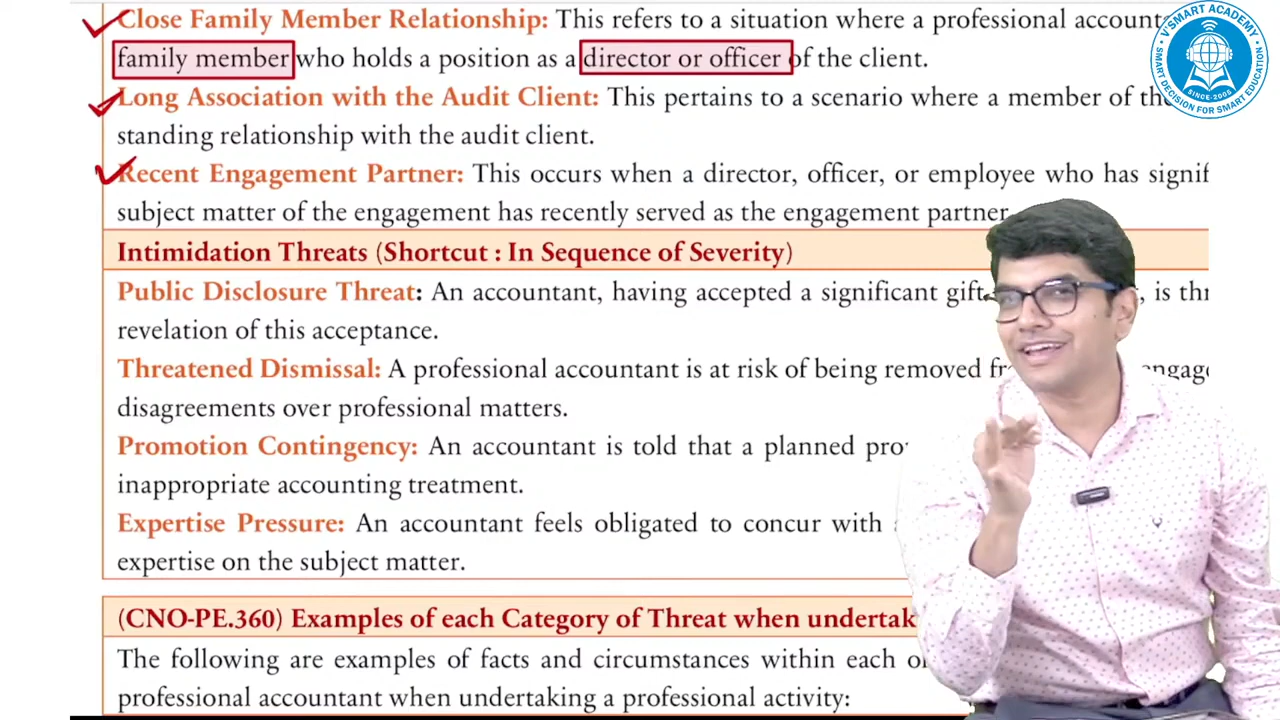 Close Family Member Relationship: This refers to a situation where a professional
family member who holds a position as a director or officer of the client.
Long Association with the Audit Client: This pertains to a scenario where a member of
standing relationship with the audit client.
Recent Engagement Partner: This occurs when a director, officer, or employee who has
subject matter of the engagement has recently served as the engagement partner.
Intimidation Threats (Shortcut : In Sequence of Severity)
Public Disclosure Threat: An accountant, having accepted a significant gift, is
revelation of this acceptance.
Threatened Dismissal: A professional accountant is at risk of being removed
disagreements over professional matters.
Promotion Contingency: An accountant is told that a planned
inappropriate accounting treatment.
Expertise Pressure: An accountant feels obligated to concur with
expertise on the subject matter.
(CNO-PE.360) Examples of each Category of Threat when
The following are examples of facts and circumstances within each
professional accountant when undertaking a professional activity:
V'SMART ACADEMY
SMART DECISION FOR SMART EDUCATION
SINCE-2005